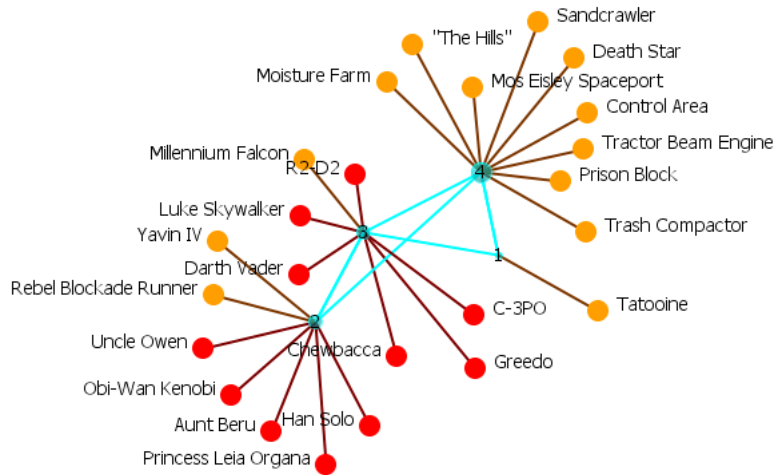 Sandcrawler
"The Hills"
Death Star
Moisture Farm
Mos Eisley Spaceport
Control Area
Tractor Beam Engine
Millennium Falcon
R2-D2
4
Prison Block
Luke Skywalker
Trash Compactor
Yavin IV
3
1
Darth Vader
Rebel Blockade Runner
C-3PO
Tatooine
2
Uncle Owen
Chewbacca
Greedo
Obi-Wan Kenobi
Aunt Beru
Han Solo
Princess Leia Organa